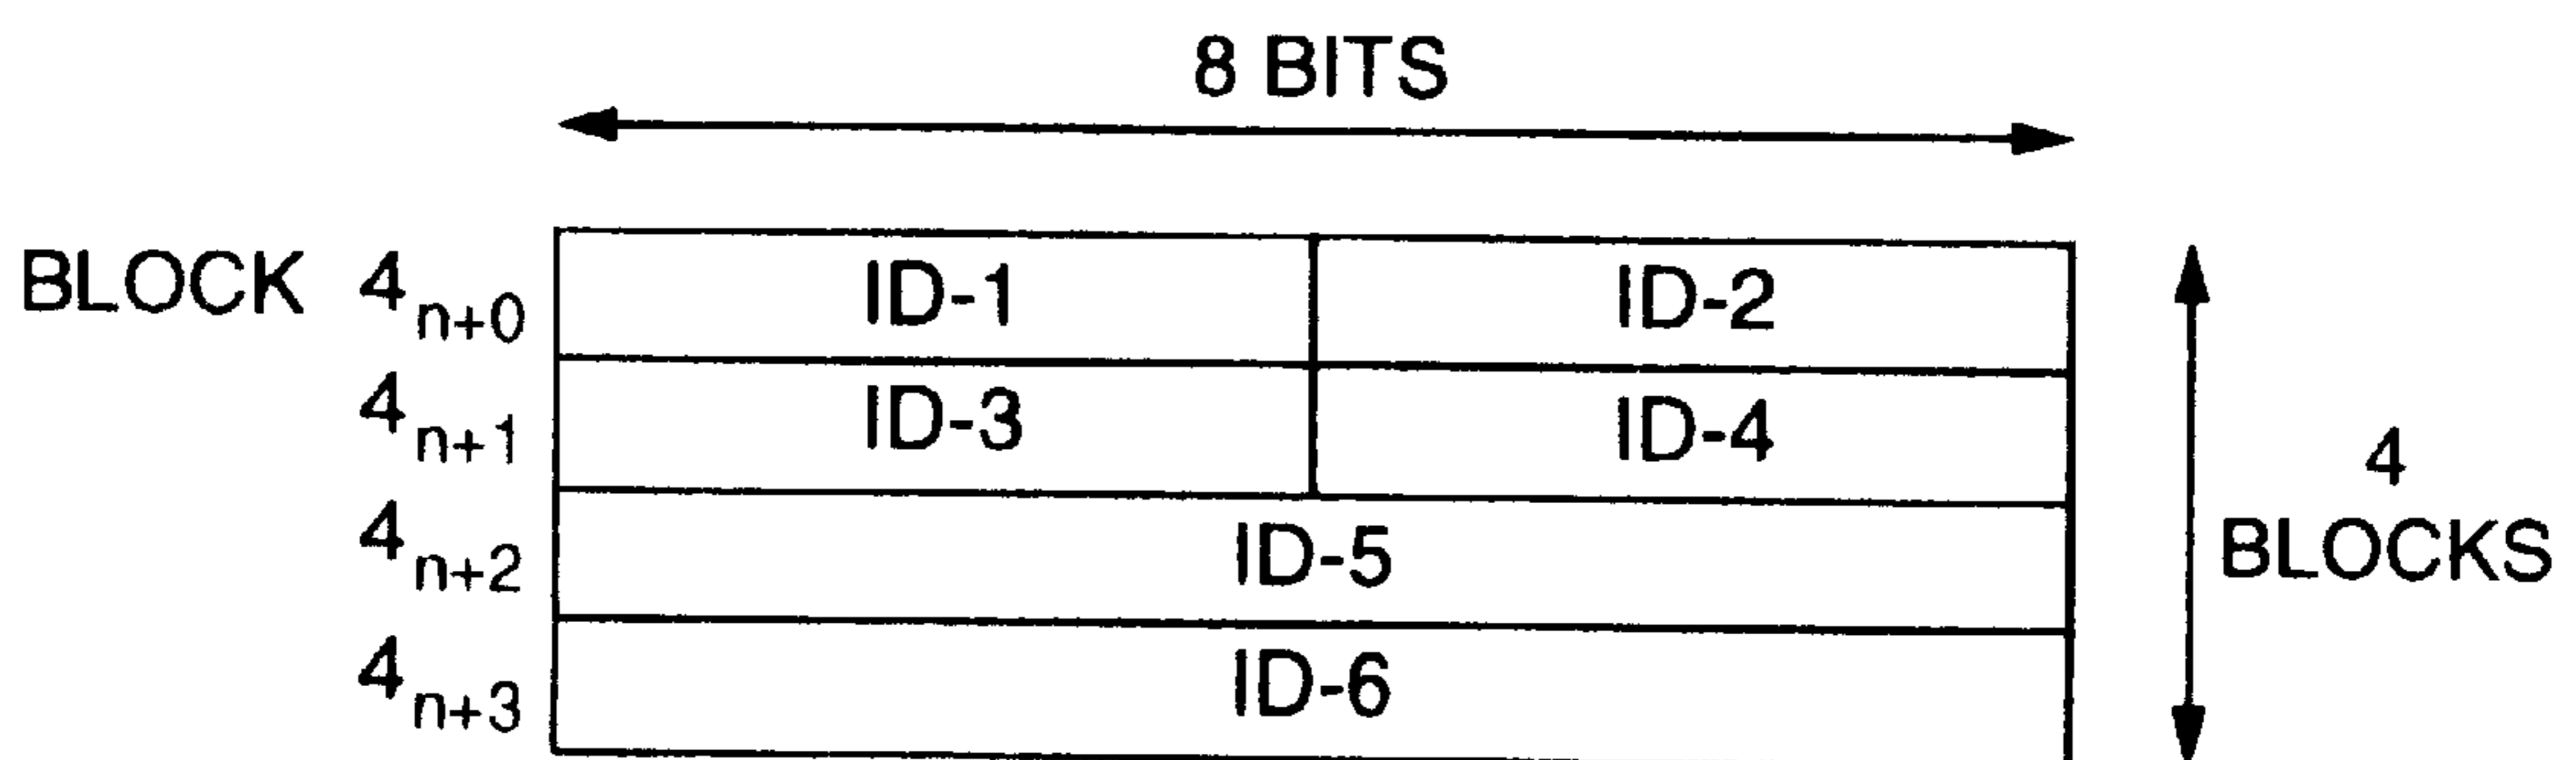 8 BITS
BLOCK 4n+0 ID-1 ID-2
4n+1 ID-3 ID-4
4n+2 ID-5
4n+3 ID-6
4
BLOCKS